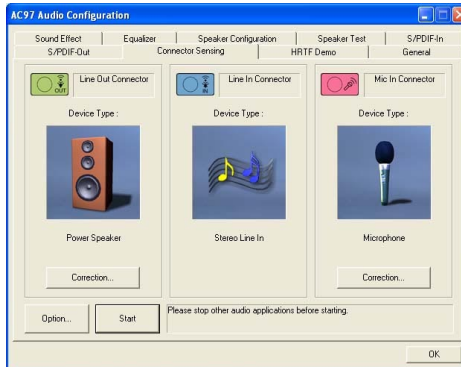 AC97 Audio Configuration
Sound Effect Equalizer Speaker Configuration Speaker Test S/PDIF-In
S/PDIF-Out Connector Sensing HRTF Demo General
OUT Line Out Connector
IN Line In Connector
Mic In Connector
Device Type : Device Type : Device Type :
Power Speaker Stereo Line In Microphone
Correction... Correction...
Option... Start Please stop other audio applications before starting.
OK